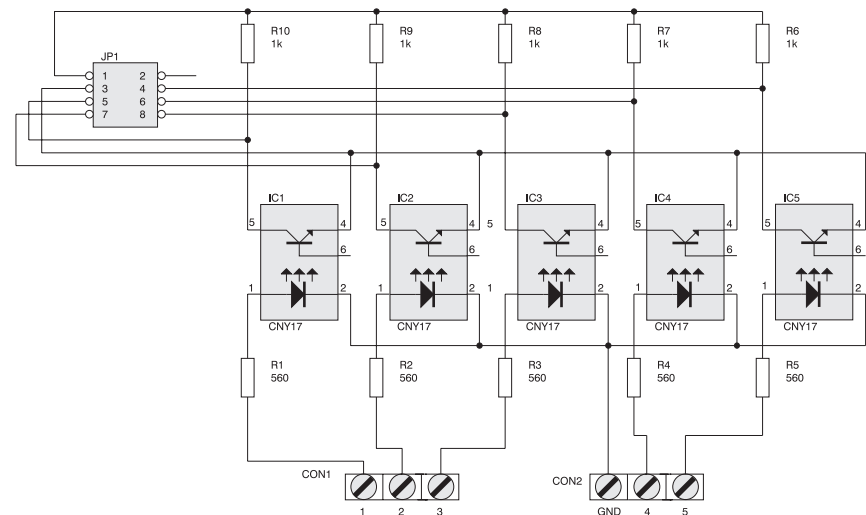 R10 R9 R8 R7 R6
1k 1k 1k 1k 1k
JP1
1 2
3 4
5 6
7 8
IC1 IC2 IC3 IC4 IC5
5 4 5 4 5 5 4 5 4 5 4
6 6 6 6 6
1 2 1 2 1 1 2 1 2 1 2
CNY17 CNY17 CNY17 CNY17 CNY17
R1 R2 R3 R4 R5
560 560 560 560 560
CON1 CON2
1 2 3 GND 4 5